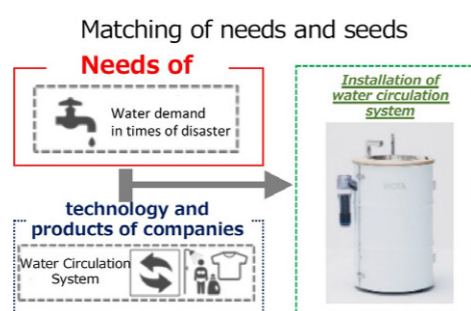 Matching of needs and seeds
Needs of
Water demand
in times of disaster
technology and
products of companies
Water Circulation
System
Installation of
water circulation
system